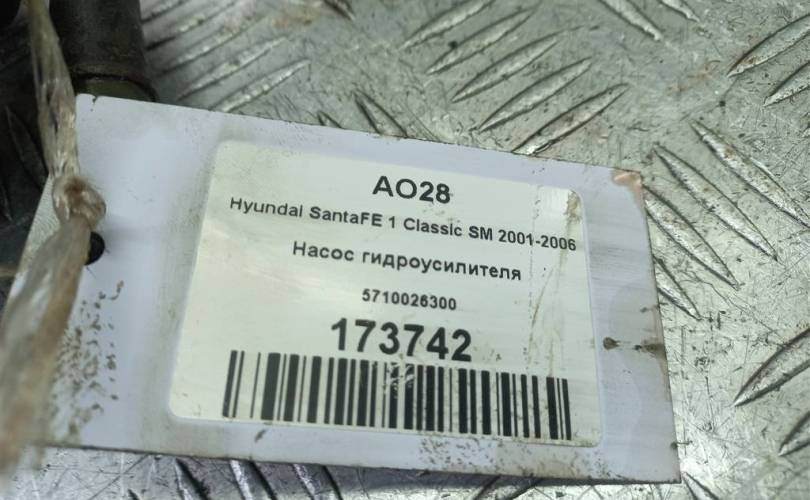 AO28
Hyundai SantaFE 1 Classic SM 2001-2006
Насос гидроусилителя
5710026300
173742